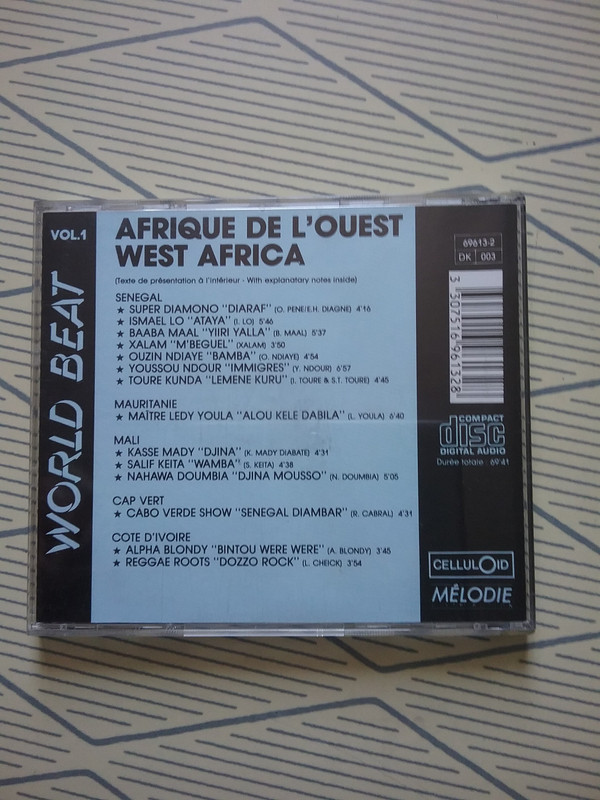 VOL.1
WORLD BEAT
AFRIQUE DE L'OUEST
WEST AFRICA
(Texte de présentation à l'intérieur - With explanatory notes inside)
SENEGAL
★ SUPER DIAMONO "DIARAF" (O. PENE/E.H. DIAGNE) 4'16
★ ISMAEL LO "ATAYA" (I. LO) 5'46
★ BAABA MAAL "YIIRI YALLA" (B. MAAL) 5'37
★ XALAM "M'BEGUEL" (XALAM) 3'50
★ OUZIN NDIAYE "BAMBA" (O. NDIAYE) 4'54
★ YOUSSOU NDOUR "IMMIGRES" (Y. NDOUR) 6'57
★ TOURE KUNDA "LEMENE KURU" (I. TOURE & S.T. TOURE) 4'45
MAURITANIE
★ MAÎTRE LEDY YOULA "ALOU KELE DABILA" (L. YOULA) 6'40
MALI
★ KASSE MADY "DJINA" (K. MADY DIABATE) 4'31
★ SALIF KEITA "WAMBA" (S. KEITA) 4'38
★ NAHAWA DOUMBIA "DJINA MOUSSO" (N. DOUMBIA) 5'05
CAP VERT
★ CABO VERDE SHOW "SENEGAL DIAMBAR" (R. CABRAL) 4'31
COTE D'IVOIRE
★ ALPHA BLONDY "BINTOU WERE WERE" (A. BLONDY) 3'45
★ REGGAE ROOTS "DOZZO ROCK" (L. CHEICK) 3'54
69613-2
DK 003
3 307516 961328
COMPACT
disc
DIGITAL AUDIO
Durée totale : 69'41
CELLULOID
MÉLODIE